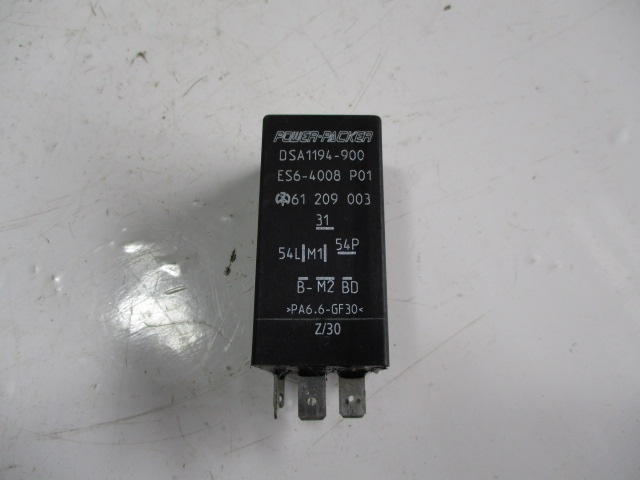 POWER-PACKER
DSA1194-900
ES6-4008 P01
61 209 003
31
54L M1 54P
B- M2 BD
>PA6.6-GF30<
Z/30